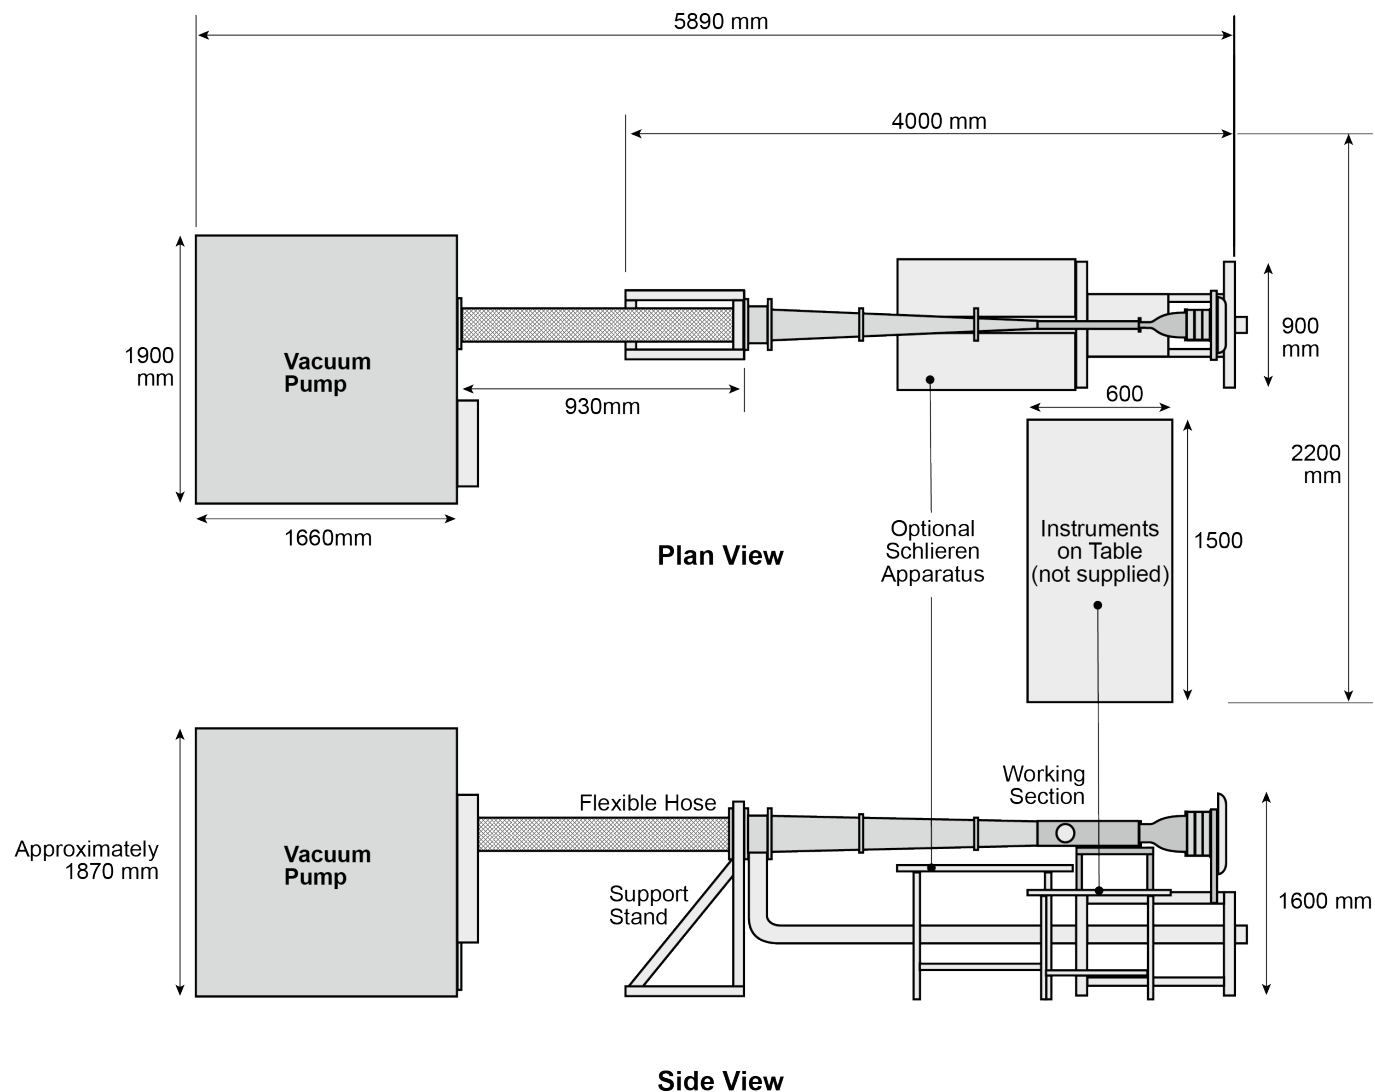 5890 mm
4000 mm
1900
mm
Vacuum
Pump
930mm
900
mm
600
2200
mm
1660mm
Plan View
Optional
Schlieren
Apparatus
Instruments
on Table
(not supplied)
1500
Working
Section
Flexible Hose
Approximately
1870 mm
Vacuum
Pump
Support
Stand
1600 mm
Side View